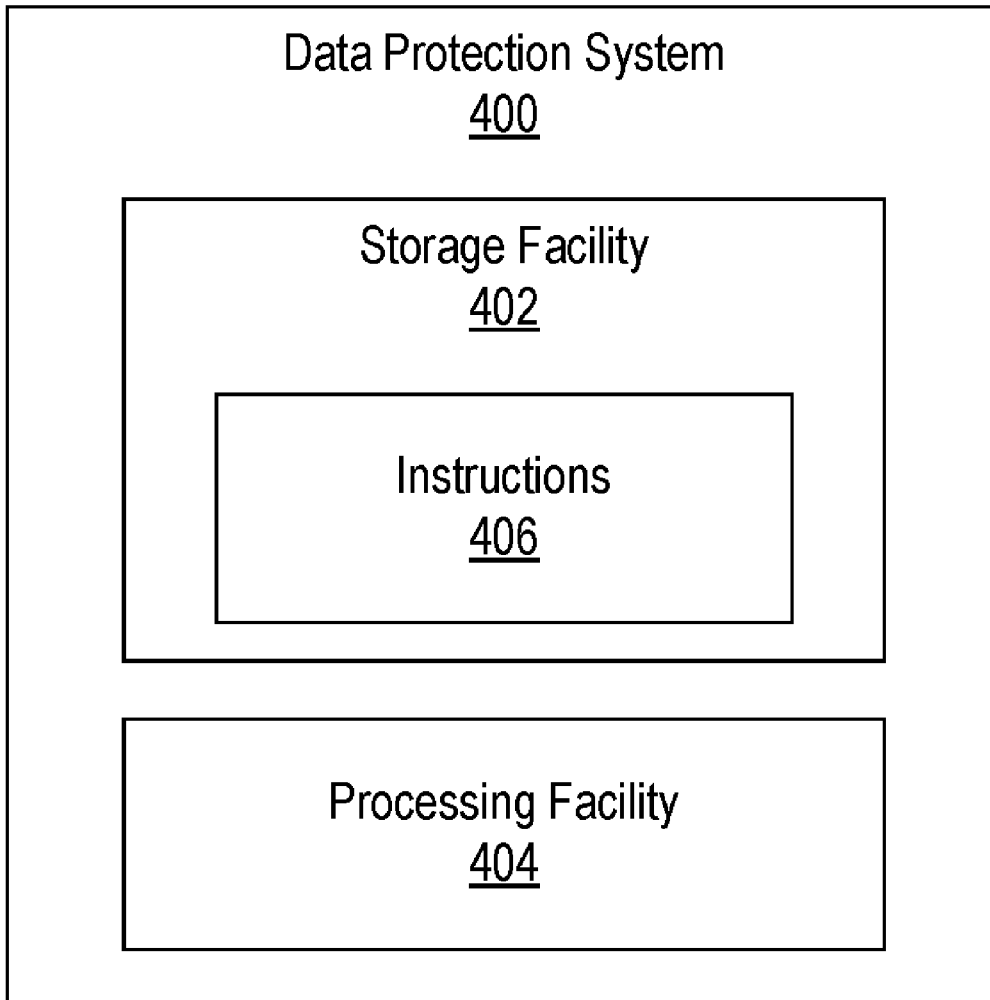 Data Protection System
400
Storage Facility
402
Instructions
406
Processing Facility
404